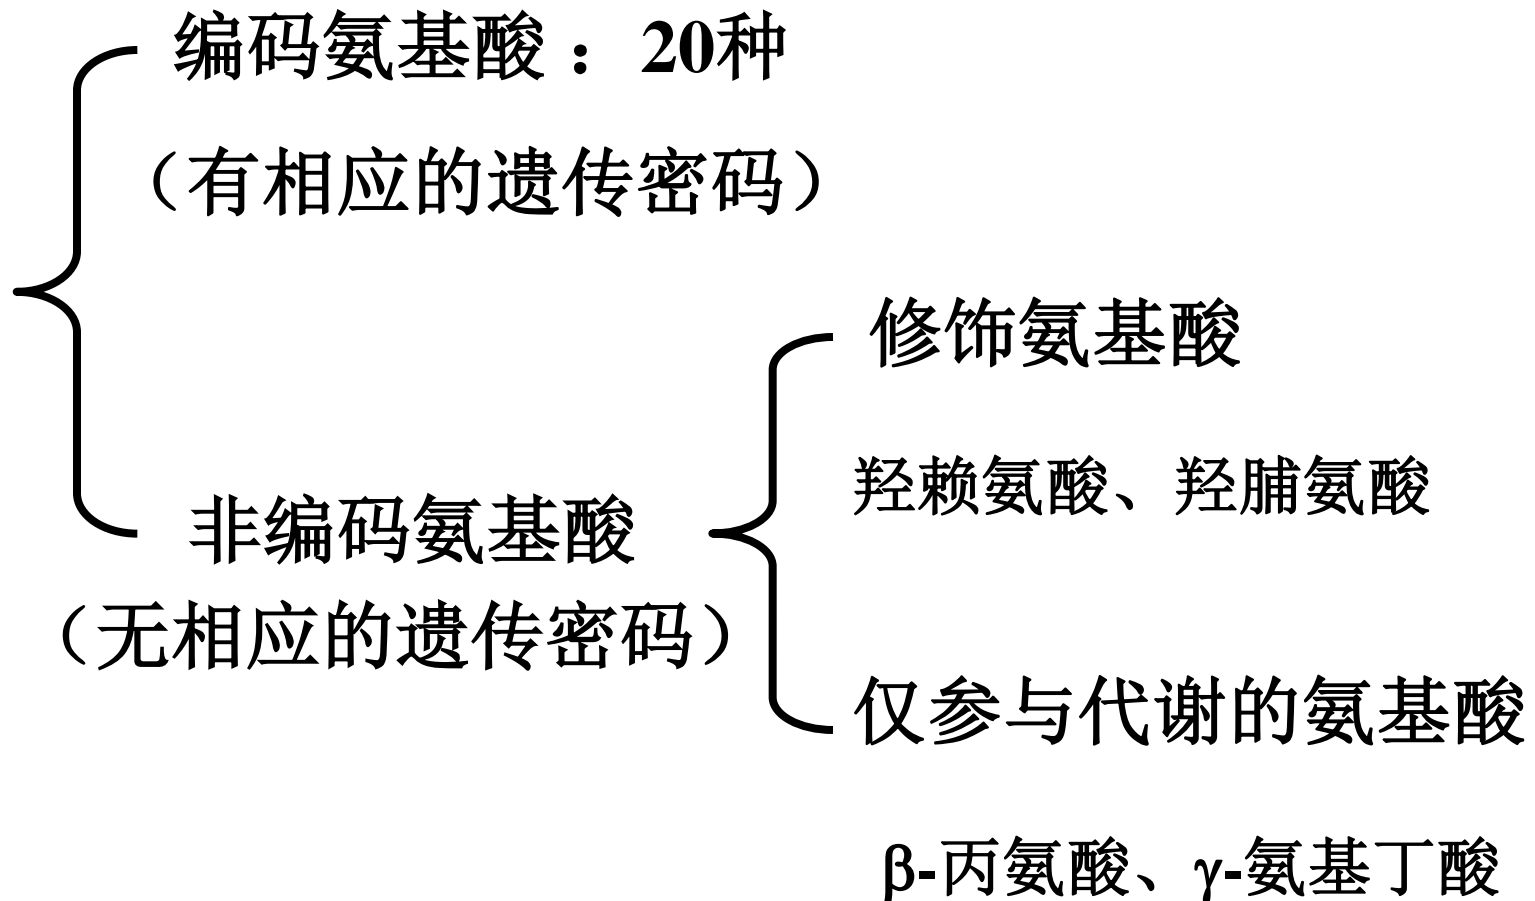 编码氨基酸 ：20种
（有相应的遗传密码）
非编码氨基酸
（无相应的遗传密码）
修饰氨基酸
羟赖氨酸、羟脯氨酸
仅参与代谢的氨基酸
β-丙氨酸、γ-氨基丁酸